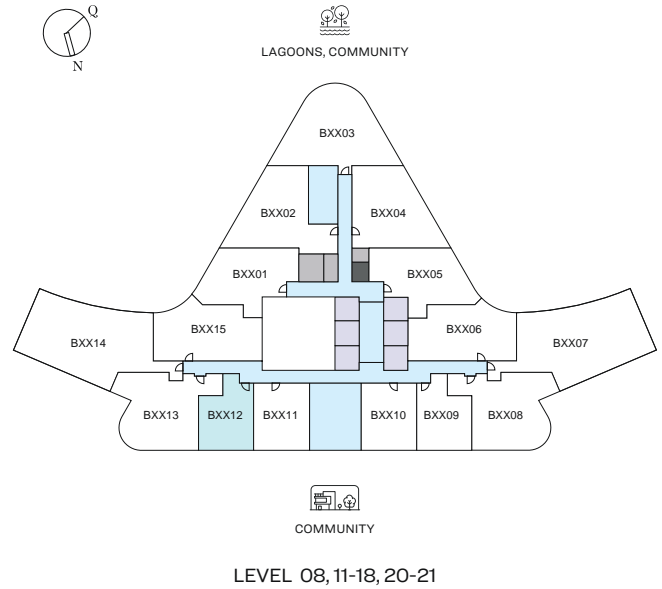 Q
N
LAGOONS, COMMUNITY
BXX03
BXX02
BXX04
BXX01
BXX05
BXX15
BXX06
BXX14
BXX07
BXX13
BXX12
BXX11
BXX10
BXX09
BXX08
COMMUNITY
LEVEL 08, 11-18, 20-21